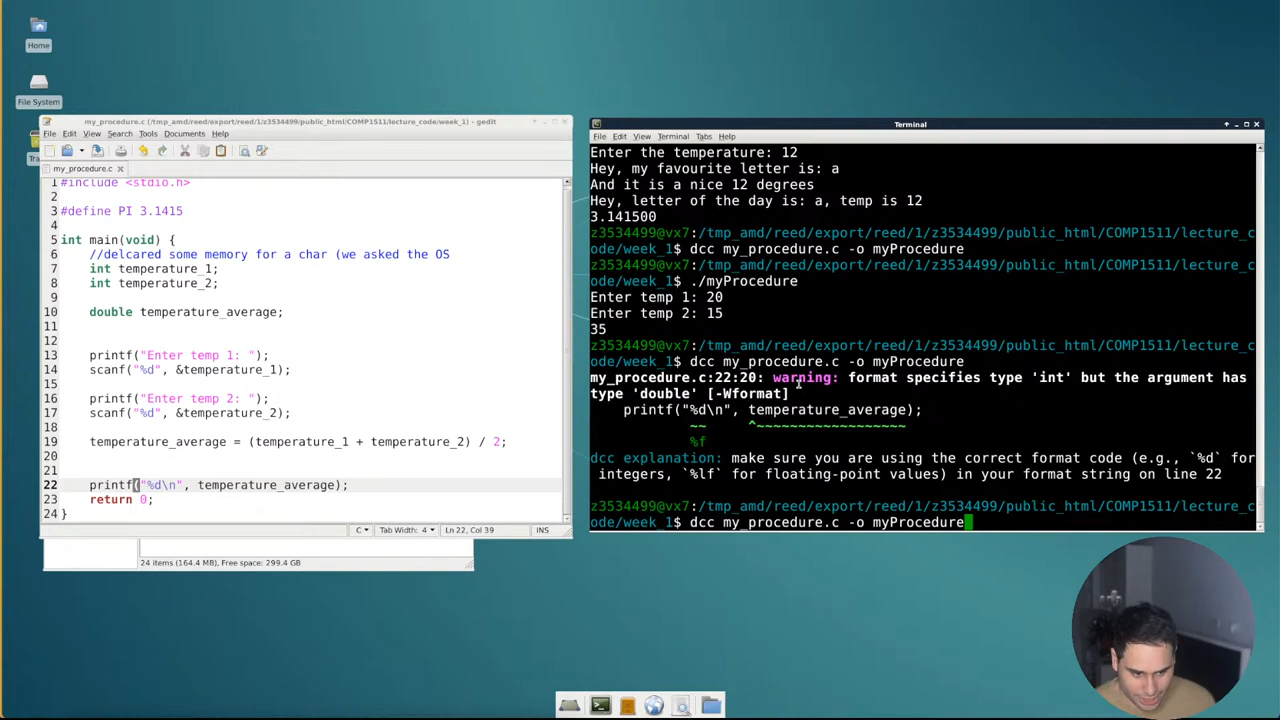 Home
File System
my_procedure.c (/tmp_amd/reed/export/reed/1/z3534499/public_html/COMP1511/lecture_code/week_1) - gedit
File Edit View Search Tools Documents Help
my_procedure.c
1 #include <stdio.h>
2
3 #define PI 3.1415
4
5 int main(void) {
6 //delcared some memory for a char (we asked the OS
7 int temperature_1;
8 int temperature_2;
9
10 double temperature_average;
11
12
13 printf("Enter temp 1: ");
14 scanf("%d", &temperature_1);
15
16 printf("Enter temp 2: ");
17 scanf("%d", &temperature_2);
18
19 temperature_average = (temperature_1 + temperature_2) / 2;
20
21
22 printf("%d\n", temperature_average);
23 return 0;
24 }
C Tab Width: 4 Ln 22, Col 39 INS
24 items (164.4 MB), Free space: 299.4 GB
Terminal
File Edit View Terminal Tabs Help
Enter the temperature: 12
Hey, my favourite letter is: a
And it is a nice 12 degrees
Hey, letter of the day is: a, temp is 12
3.141500
z3534499@vx7:/tmp_amd/reed/export/reed/1/z3534499/public_html/COMP1511/lecture_c
ode/week_1$ dcc my_procedure.c -o myProcedure
z3534499@vx7:/tmp_amd/reed/export/reed/1/z3534499/public_html/COMP1511/lecture_c
ode/week_1$ ./myProcedure
Enter temp 1: 20
Enter temp 2: 15
35
z3534499@vx7:/tmp_amd/reed/export/reed/1/z3534499/public_html/COMP1511/lecture_c
ode/week_1$ dcc my_procedure.c -o myProcedure
my_procedure.c:22:20: warning: format specifies type 'int' but the argument has
type 'double' [-Wformat]
printf("%d\n", temperature_average);
~~ ^~~~~~~~~~~~~~~~~~~
%f
dcc explanation: make sure you are using the correct format code (e.g., `%d` for
integers, `%lf` for floating-point values) in your format string on line 22
z3534499@vx7:/tmp_amd/reed/export/reed/1/z3534499/public_html/COMP1511/lecture_c
ode/week_1$ dcc my_procedure.c -o myProcedure